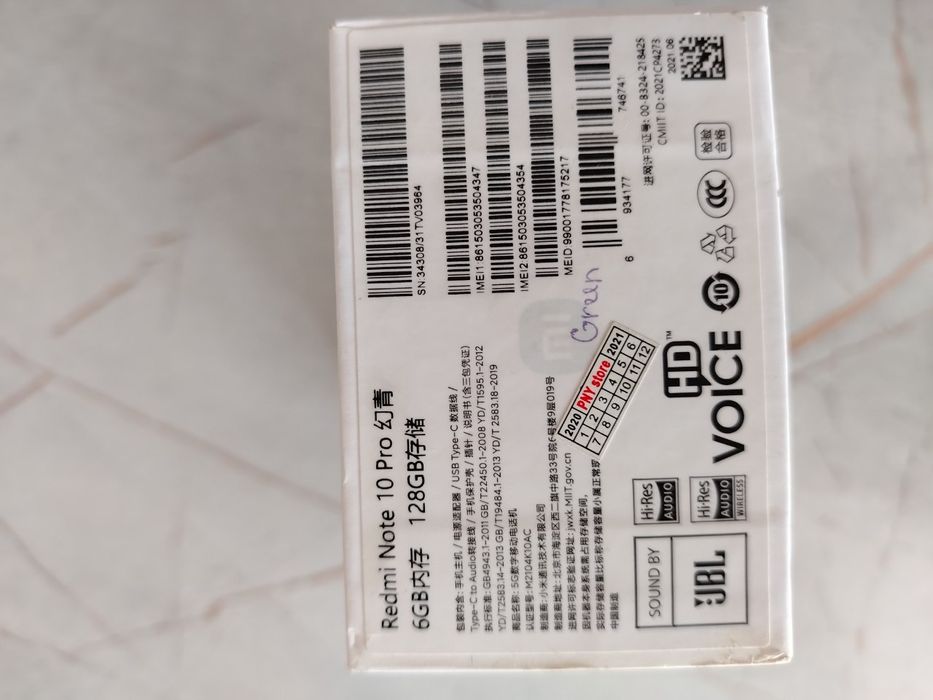 Redmi Note 10 Pro 幻青
6GB内存 128GB存储
包装内含: 手机主机 / 电源适配器 / USB Type-C 数据线 /
Type-C to Audio转接线 / 手机保护壳 / 插针 / 说明书 (含三包凭证)
执行标准: GB4943.1-2011 GB/T22450.1-2008 YD/T1595.1-2012
YD/T2583.14-2013 GB/T19484.1-2013 YD/T 2583.18-2019
商品名称: 5G数字移动电话机
认证型号: M2104K10AC
制造商: 小米通讯技术有限公司
制造商地址: 北京市海淀区西二旗中路33号院6号楼9层019号
进网许可标志验证网址: jwxk.MIIT.gov.cn
因机器本身系统需占用存储空间,
实际存储容量比标称存储容量小属正常现
中国制造
SOUND BY
JBL
Hi-Res
AUDIO
Hi-Res
AUDIO
WIRELESS
HD™
VOICE
2020 PNY store 2021
1 2 3 4 5 6
7 8 9 10 11 12
Green
mi
SN:34308/31TV03964
IMEI1:861503053504347
IMEI2:861503053504354
MEID:99001778175217
6 934177 746741
进网许可证号: 00-8324-218425
CMIIT ID: 2021CP4273
2021.06
10
CCC
检验
合格